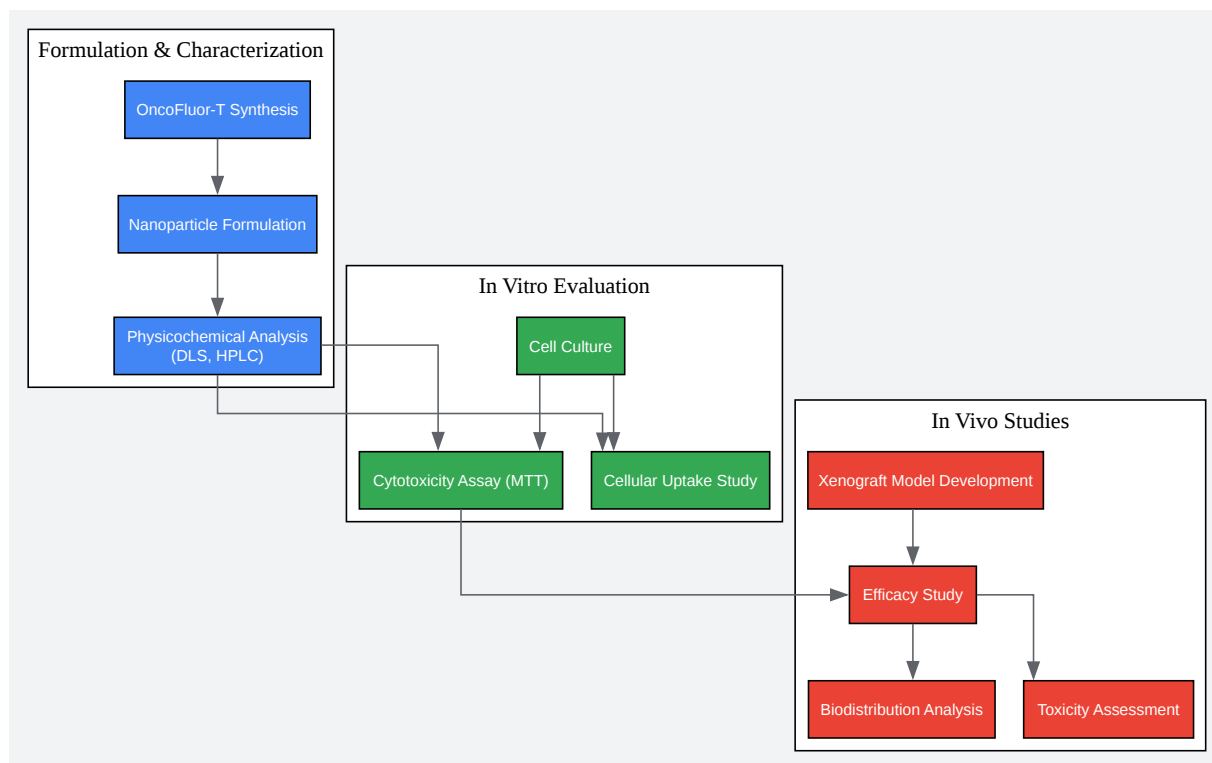 Formulation & Characterization
OncoFluor-T Synthesis
Nanoparticle Formulation
Physicochemical Analysis
(DLS, HPLC)
In Vitro Evaluation
Cell Culture
Cytotoxicity Assay (MTT)
Cellular Uptake Study
In Vivo Studies
Xenograft Model Development
Efficacy Study
Biodistribution Analysis
Toxicity Assessment